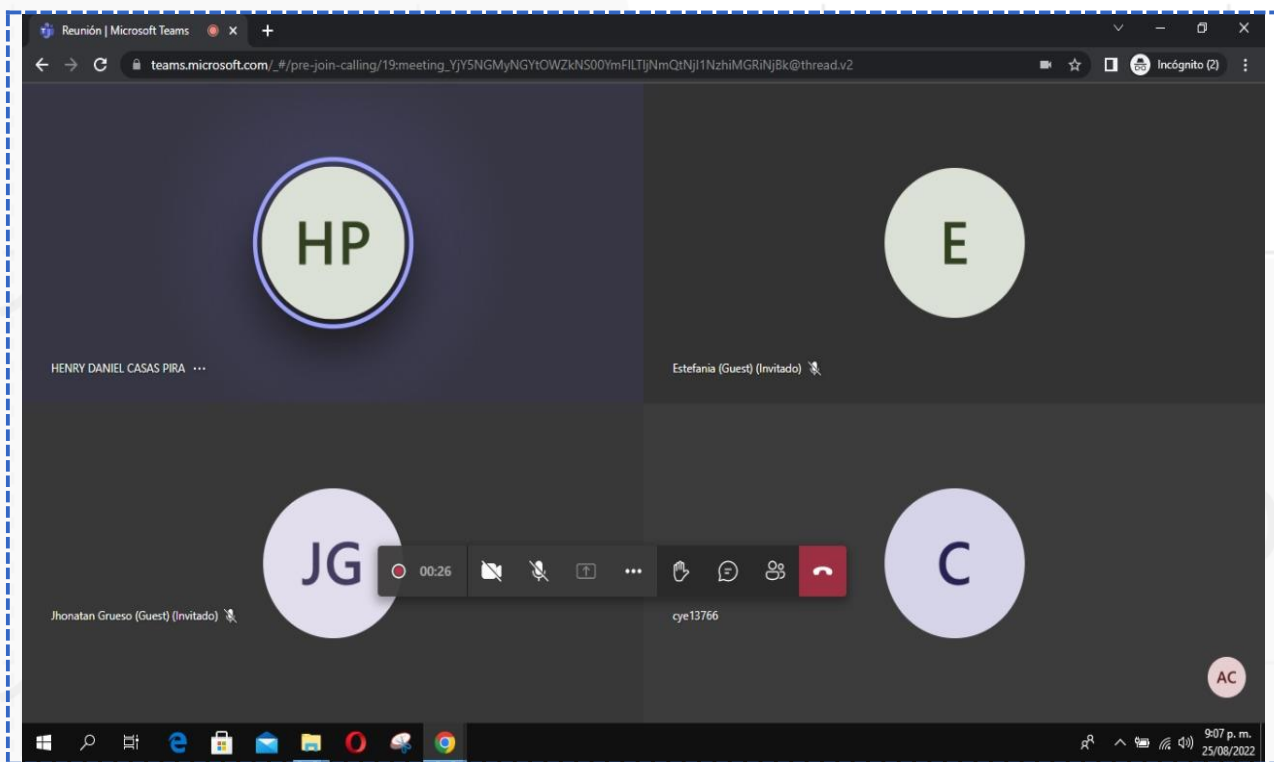 Reunión | Microsoft Teams
teams.microsoft.com/_#/pre-join-calling/19:meeting_YjY5NGMyNGYtOWZkNS00YmFlLTljNmQtNjI1NzhiMGRiNjBk@thread.v2
Incógnito (2)
HP
E
HENRY DANIEL CASAS PIRA ...
Estefania (Guest) (Invitado)
JG
00:26
C
Jhonatan Grueso (Guest) (Invitado)
cye13766
AC
9:07 p. m.
25/08/2022